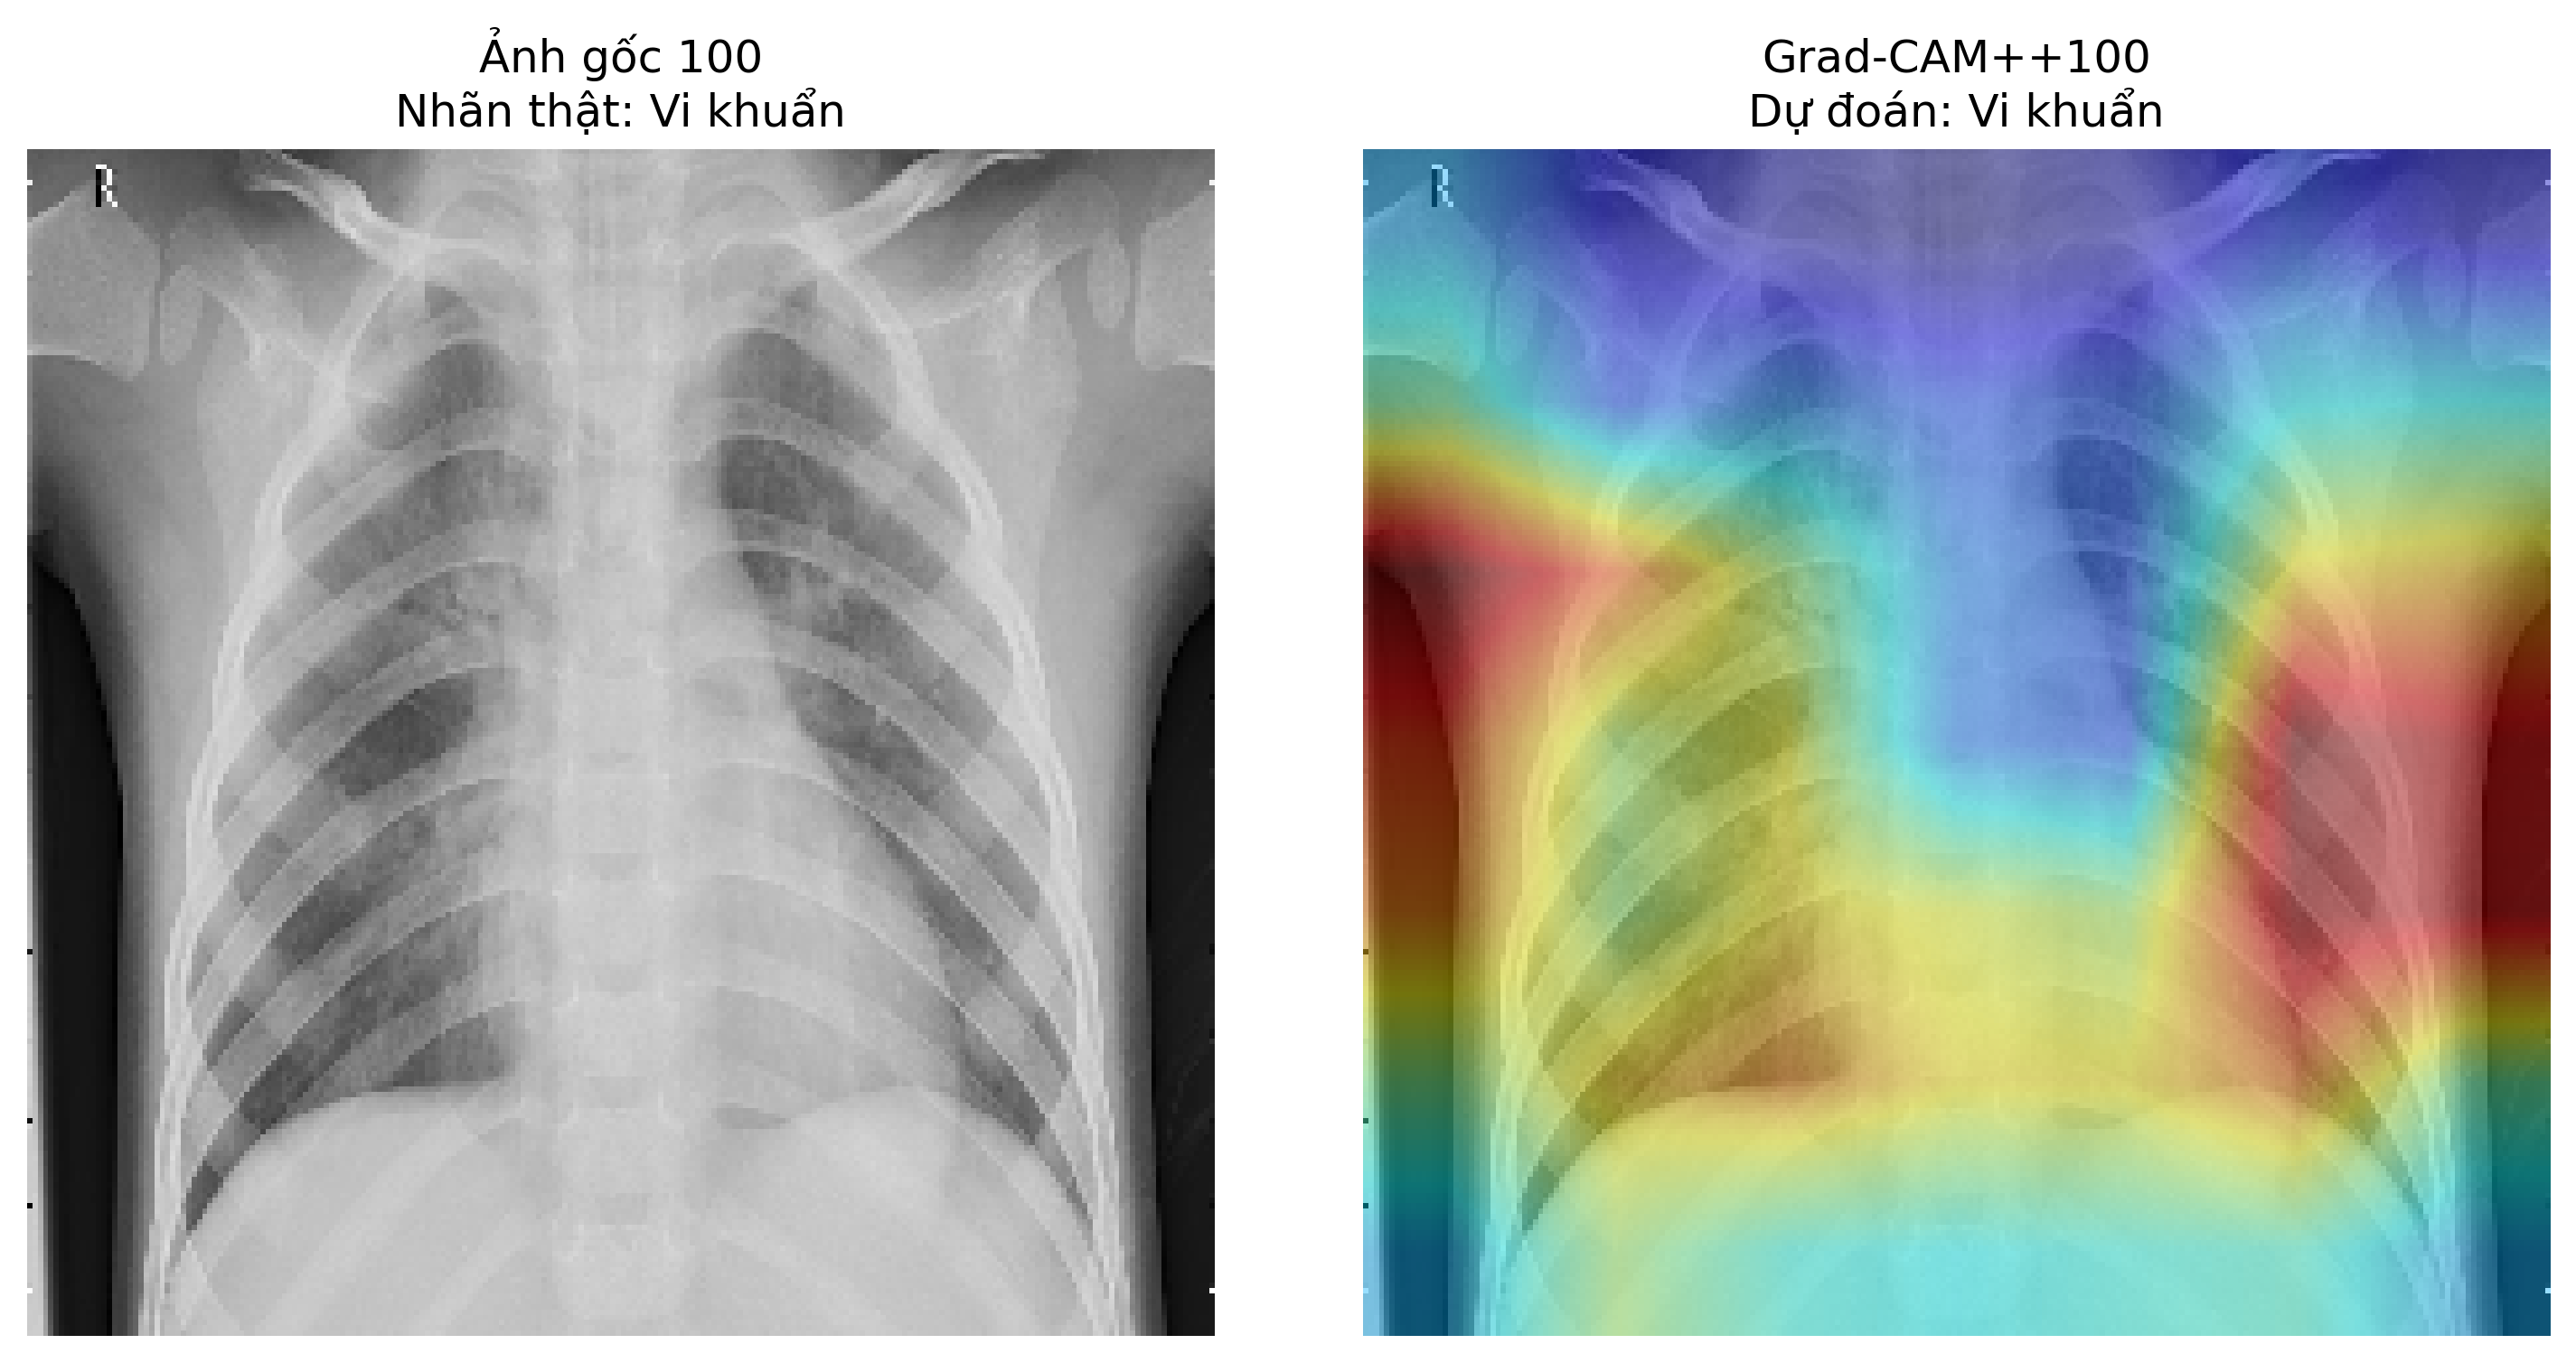 Ảnh gốc 100
Nhãn thật: Vi khuẩn
R
Grad-CAM++100
Dự đoán: Vi khuẩn
R